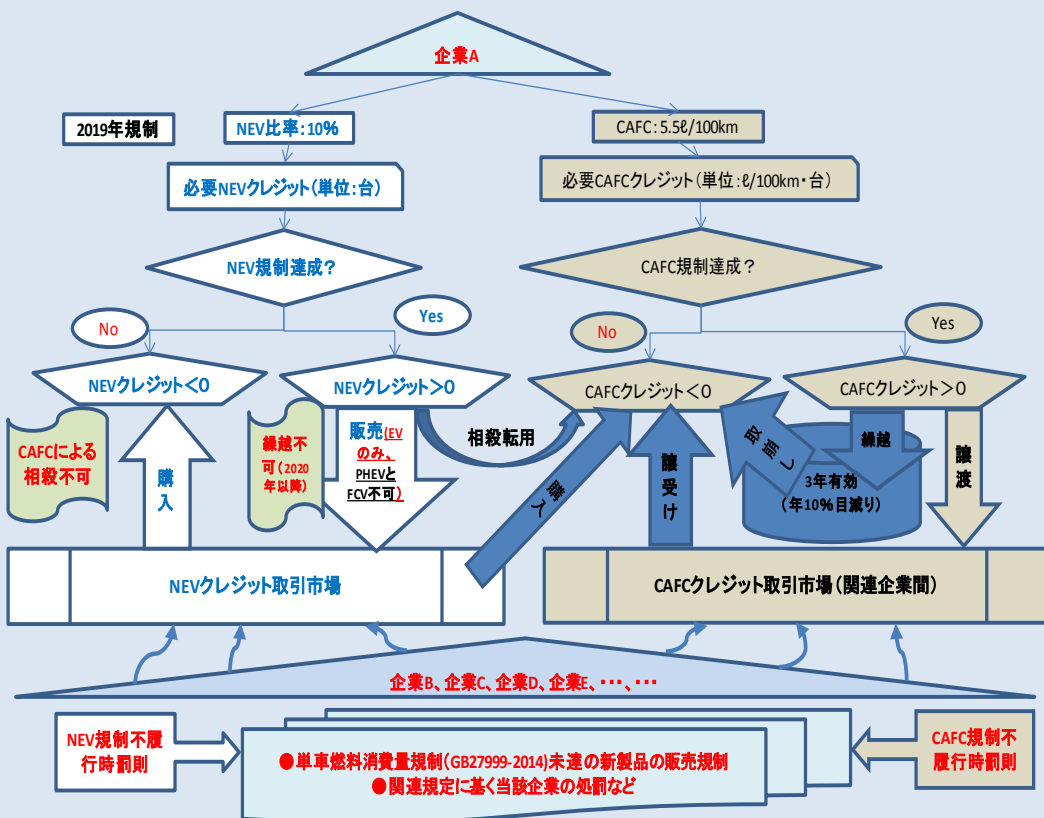 企業A
2019年規制
NEV比率:10%
CAFC:5.5ℓ/100km
必要NEVクレジット(単位:台)
必要CAFCクレジット(単位:ℓ/100km・台)
NEV規制達成?
CAFC規制達成?
No
Yes
No
Yes
NEVクレジット<0
NEVクレジット>0
CAFCクレジット<0
CAFCクレジット>0
CAFCによる
相殺不可
購入
繰越不
可(2020
年以降)
販売(EV
のみ、
PHEVと
FCV不可)
相殺転用
購入
譲受け
取崩し
繰越
3年有効
(年10%目減り)
譲渡
NEVクレジット取引市場
CAFCクレジット取引市場(関連企業間)
企業B、企業C、企業D、企業E、・・・、・・・
NEV規制不履
行時罰則
●単車燃料消費量規制(GB27999-2014)未達の新製品の販売規制
●関連規定に基く当該企業の処罰など
CAFC規制不
履行時罰則